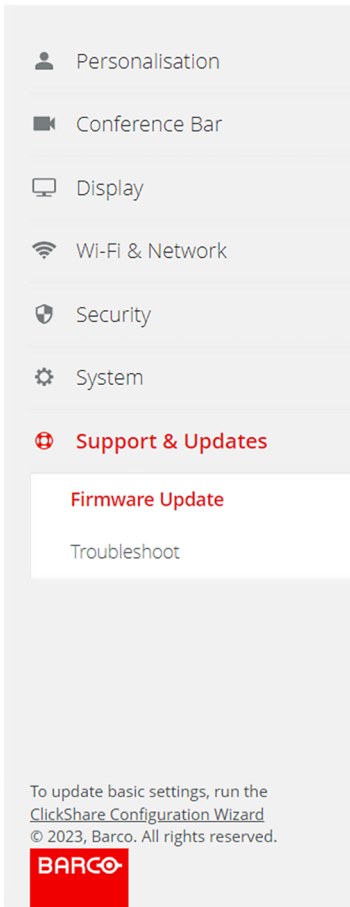 Personalisation
Conference Bar
Display
Wi-Fi & Network
Security
System
Support & Updates
Firmware Update
Troubleshoot
To update basic settings, run the
ClickShare Configuration Wizard
© 2023, Barco. All rights reserved.
BARCO